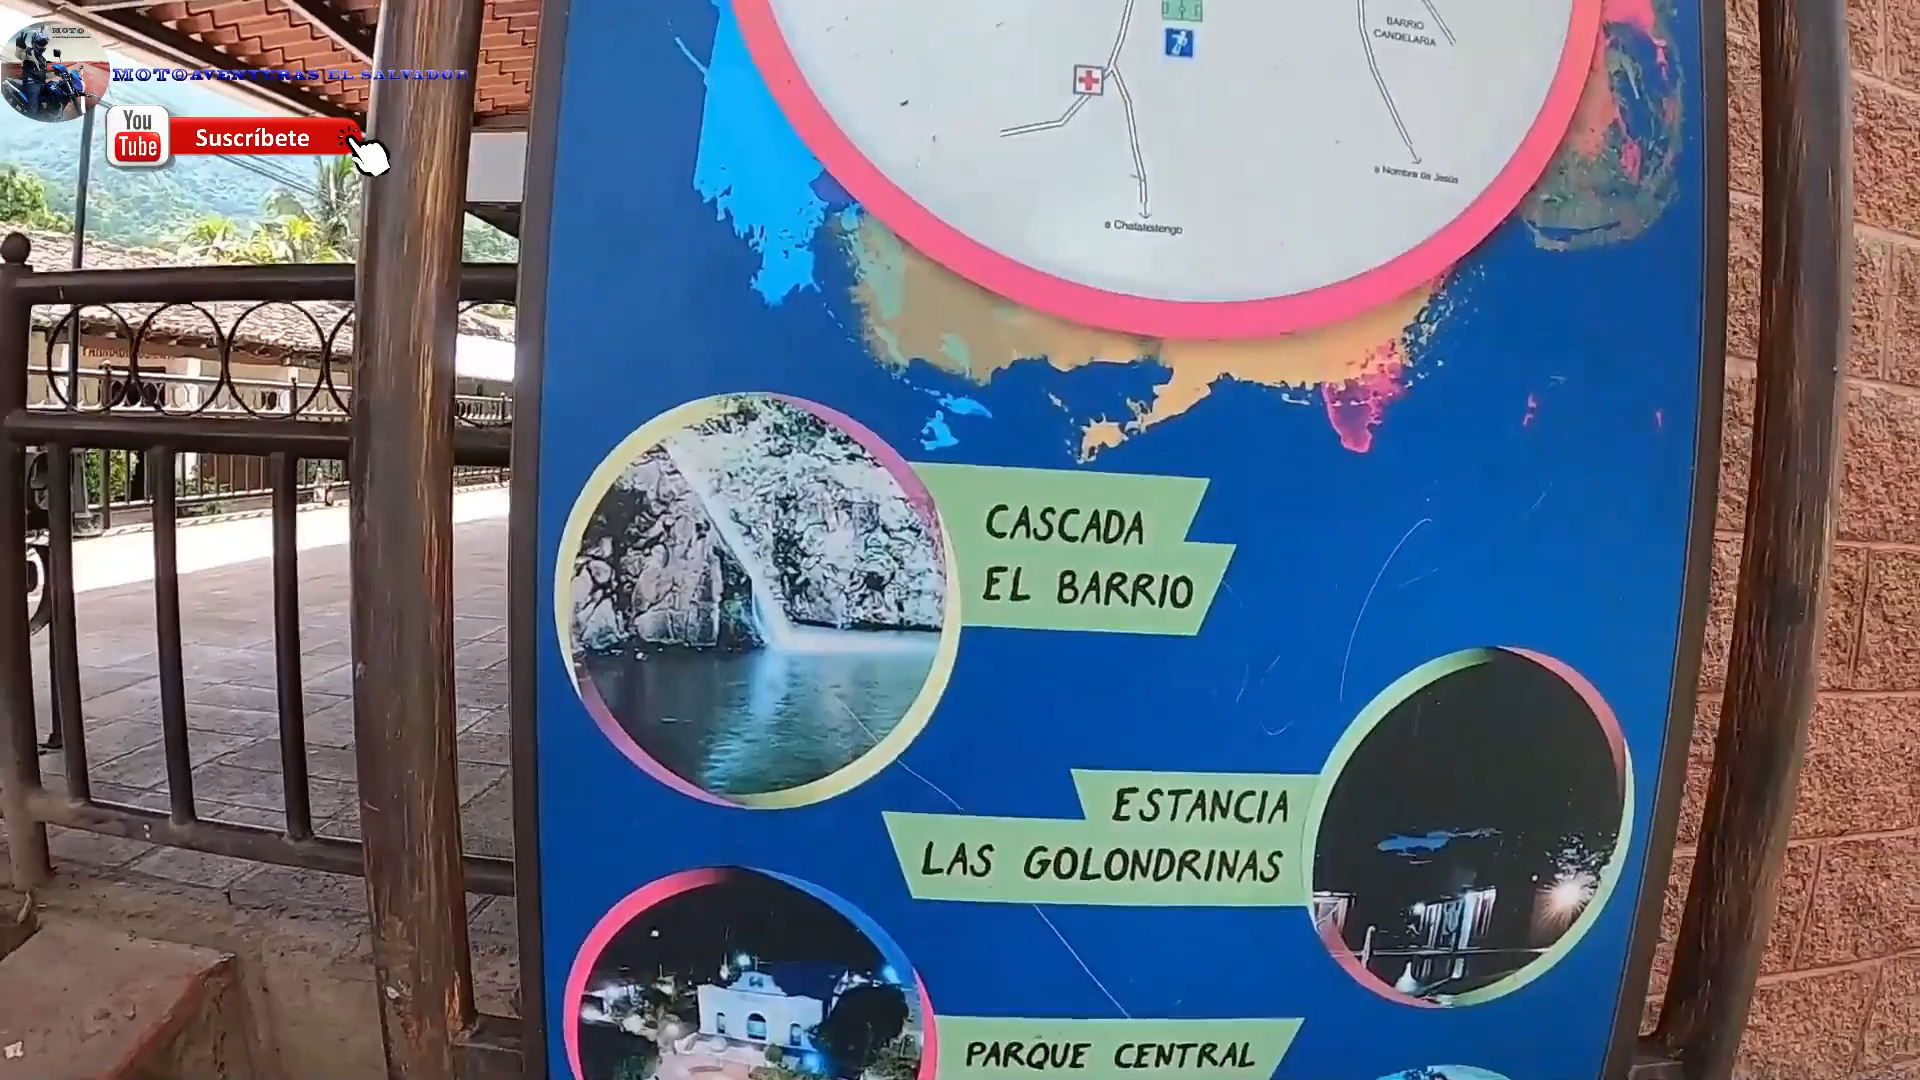 MOTO
MOTOAVENTURAS EL SALVADOR
You
Tube
Suscríbete
BARRIO
CANDELARIA
a Nombre de Jesús
a Chalatenango
CASCADA
EL BARRIO
ESTANCIA
LAS GOLONDRINAS
PARQUE CENTRAL